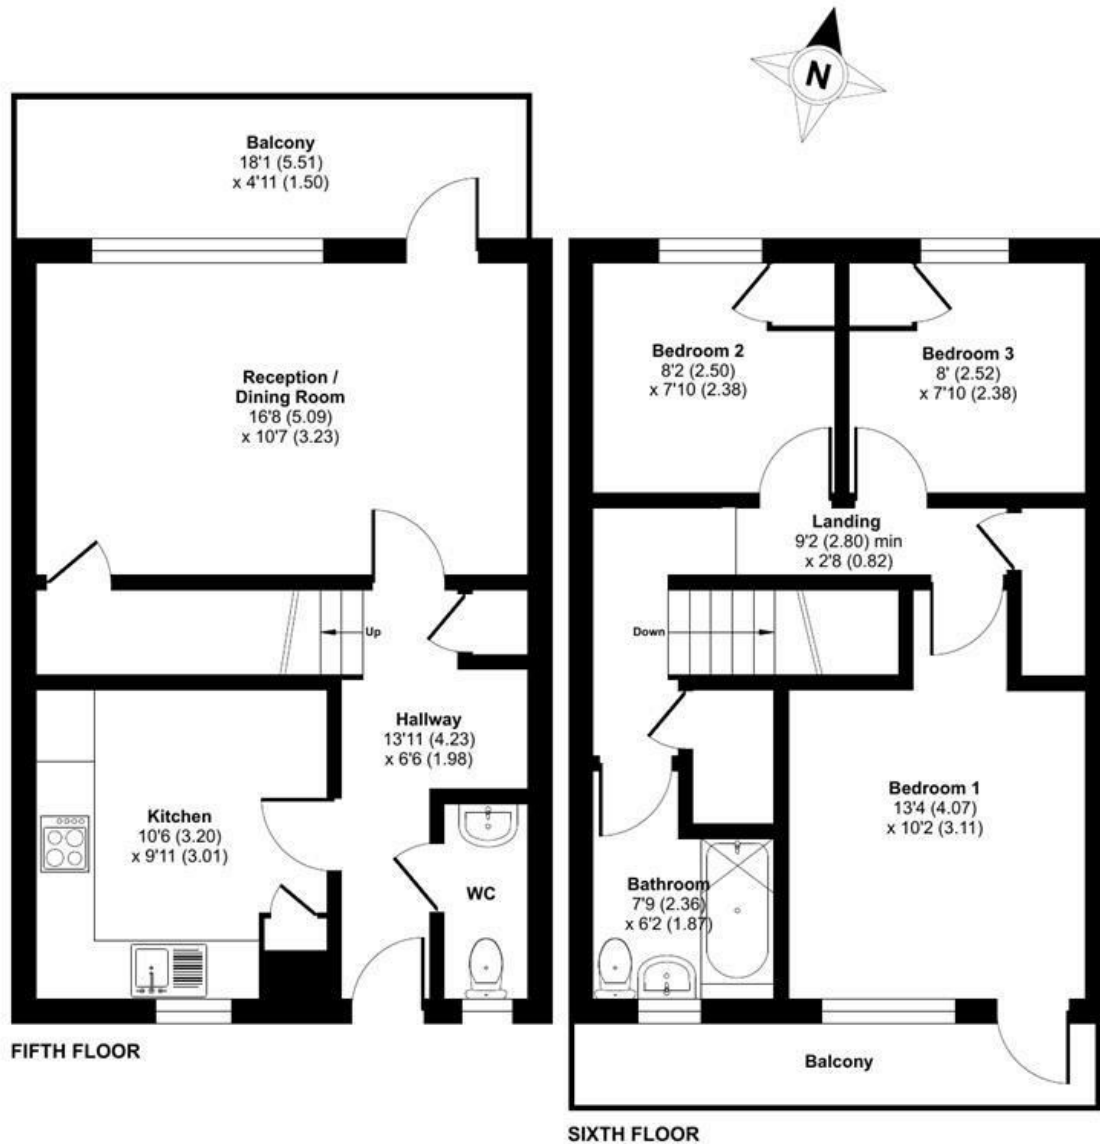 N
Balcony
18'1 (5.51)
x 4'11 (1.50)
Reception /
Dining Room
16'8 (5.09)
x 10'7 (3.23)
Up
Hallway
13'11 (4.23)
x 6'6 (1.98)
Kitchen
10'6 (3.20)
x 9'11 (3.01)
WC
FIFTH FLOOR
Bedroom 2
8'2 (2.50)
x 7'10 (2.38)
Bedroom 3
8' (2.52)
x 7'10 (2.38)
Landing
9'2 (2.80) min
x 2'8 (0.82)
Down
Bedroom 1
13'4 (4.07)
x 10'2 (3.11)
Bathroom
7'9 (2.36)
x 6'2 (1.87)
Balcony
SIXTH FLOOR